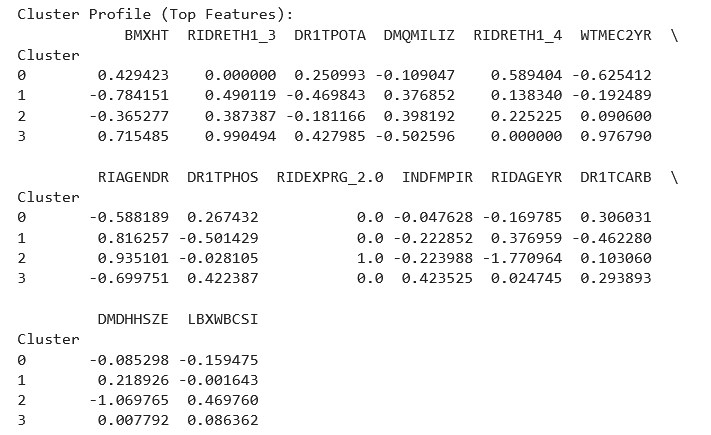 Cluster Profile (Top Features):
BMXHT RIDRETH1_3 DR1TPOTA DMQMILIZ RIDRETH1_4 WTMEC2YR \
Cluster
0 0.429423 0.000000 0.250993 -0.109047 0.589404 -0.625412
1 -0.784151 0.490119 -0.469843 0.376852 0.138340 -0.192489
2 -0.365277 0.387387 -0.181166 0.398192 0.225225 0.090600
3 0.715485 0.990494 0.427985 -0.502596 0.000000 0.976790
RIAGENDR DR1TPHOS RIDEXPRG_2.0 INDFMPIR RIDAGEYR DR1TCARB \
Cluster
0 -0.588189 0.267432 0.0 -0.047628 -0.169785 0.306031
1 0.816257 -0.501429 0.0 -0.222852 0.376959 -0.462280
2 0.935101 -0.028105 1.0 -0.223988 -1.770964 0.103060
3 -0.699751 0.422387 0.0 0.423525 0.024745 0.293893
DMDHHSZE LBXWBCSI
Cluster
0 -0.085298 -0.159475
1 0.218926 -0.001643
2 -1.069765 0.469760
3 0.007792 0.086362